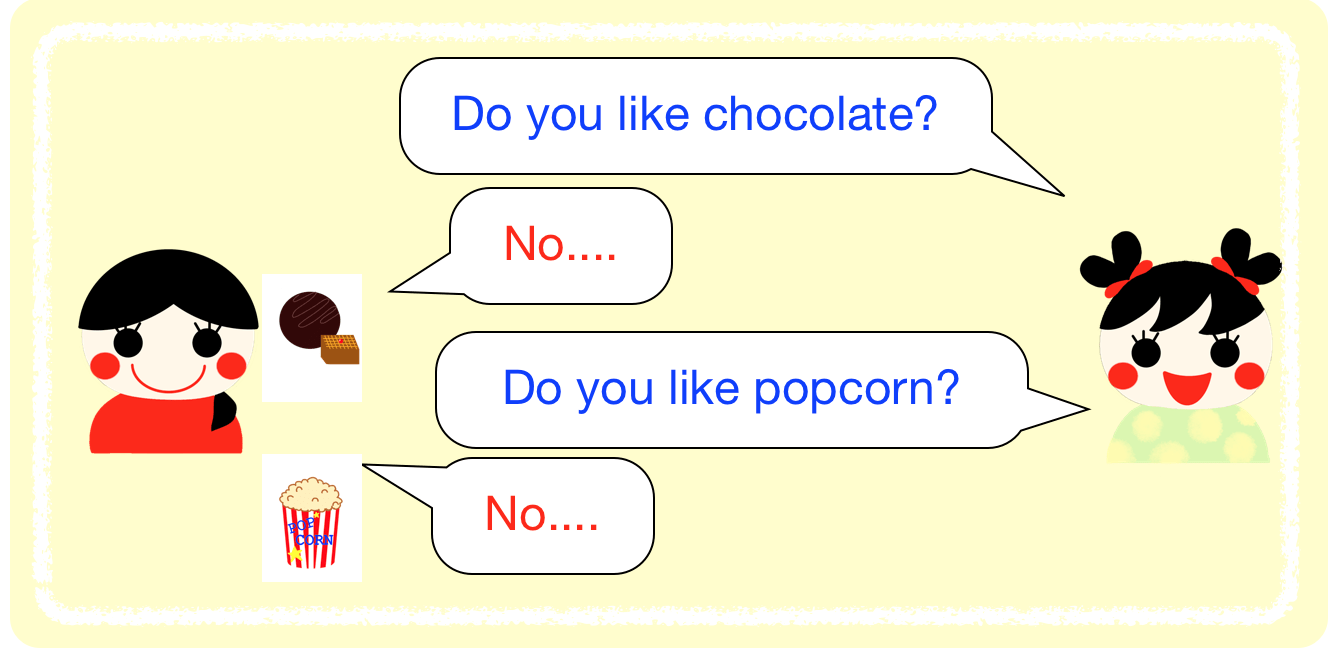 Do you like chocolate?
No....
Do you like popcorn?
No....
POP
CORN